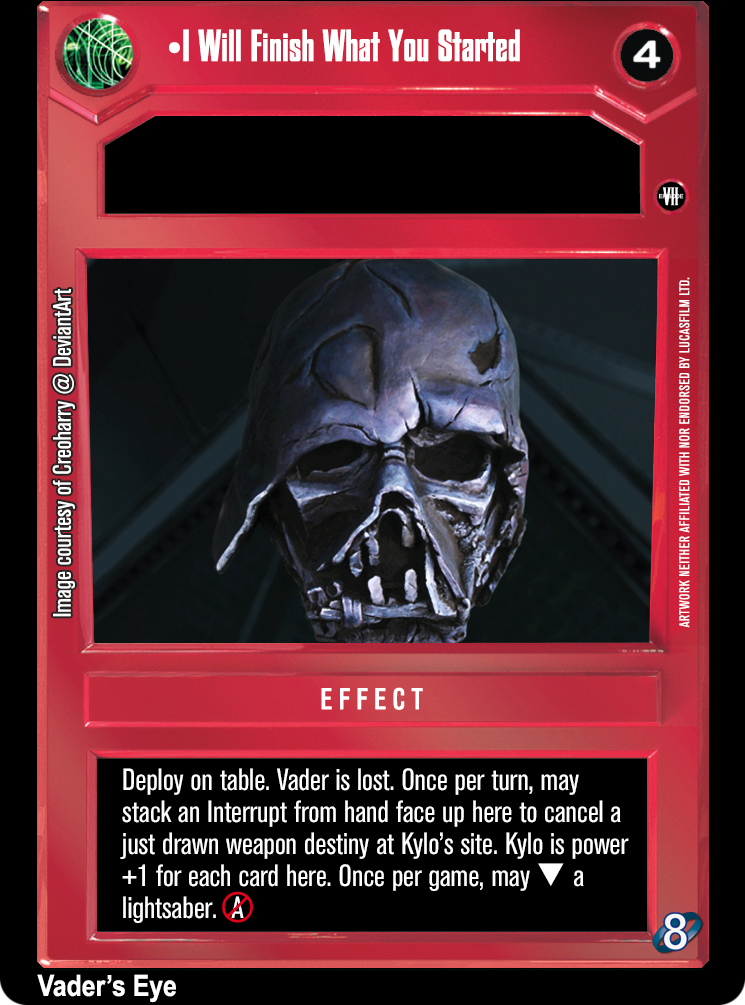 •I Will Finish What You Started
4
EPISODE
VII
Image courtesy of Creoharry @ DeviantArt
ARTWORK NEITHER AFFILIATED WITH NOR ENDORSED BY LUCASFILM LTD.
EFFECT
Deploy on table. Vader is lost. Once per turn, may
stack an Interrupt from hand face up here to cancel a
just drawn weapon destiny at Kylo’s site. Kylo is power
+1 for each card here. Once per game, may ▼ a
lightsaber. A
8
Vader’s Eye